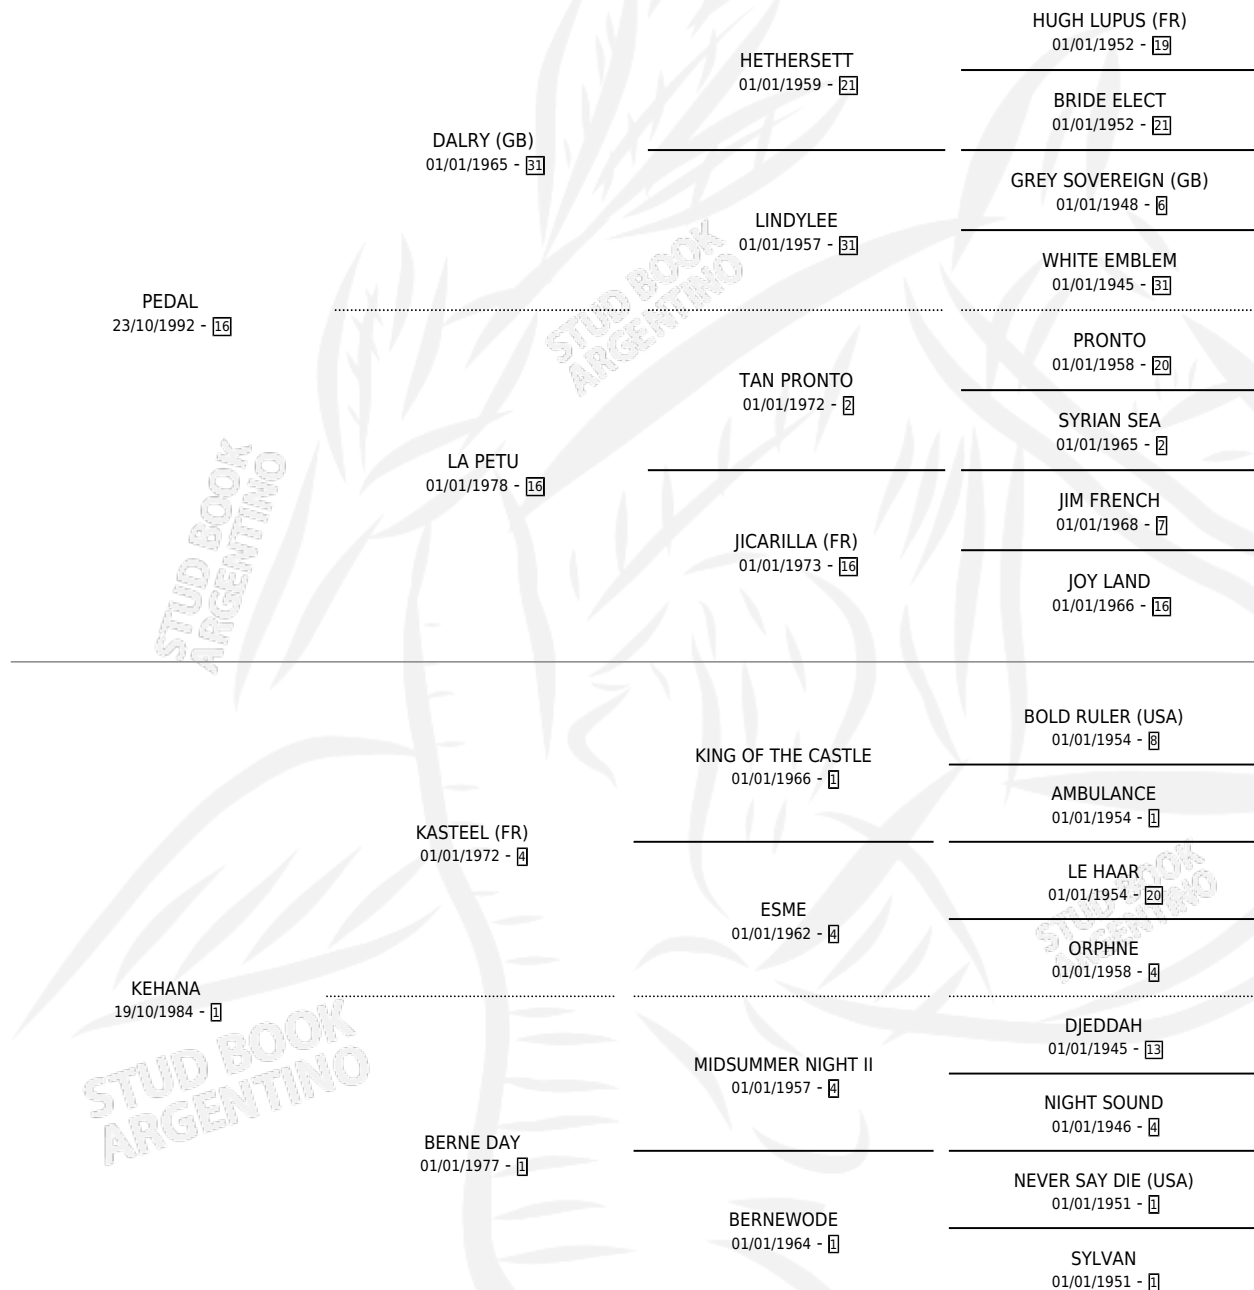 HUGH LUPUS (FR)
01/01/1952 - 19
HETHERSETT
01/01/1959 - 21
BRIDE ELECT
01/01/1952 - 21
DALRY (GB)
01/01/1965 - 31
GREY SOVEREIGN (GB)
01/01/1948 - 6
LINDYLEE
01/01/1957 - 31
WHITE EMBLEM
01/01/1945 - 31
PEDAL
23/10/1992 - 16
STUD BOOK
ARGENTINO
PRONTO
01/01/1958 - 20
TAN PRONTO
01/01/1972 - 2
SYRIAN SEA
01/01/1965 - 2
LA PETU
01/01/1978 - 16
JIM FRENCH
01/01/1968 - 7
JICARILLA (FR)
01/01/1973 - 16
JOY LAND
01/01/1966 - 16
STUD BOOK
ARGENTINO
BOLD RULER (USA)
01/01/1954 - 8
KING OF THE CASTLE
01/01/1966 - 1
AMBULANCE
01/01/1954 - 1
KASTEEL (FR)
01/01/1972 - 4
LE HAAR
01/01/1954 - 20
ESME
01/01/1962 - 4
ORPHNE
01/01/1958 - 4
STUD BOOK
ARGENTINO
KEHANA
19/10/1984 - 1
DJEDDAH
01/01/1945 - 13
MIDSUMMER NIGHT II
01/01/1957 - 4
NIGHT SOUND
01/01/1946 - 4
STUD BOOK
ARGENTINO
BERNE DAY
01/01/1977 - 1
NEVER SAY DIE (USA)
01/01/1951 - 1
BERNEWODE
01/01/1964 - 1
SYLVAN
01/01/1951 - 1